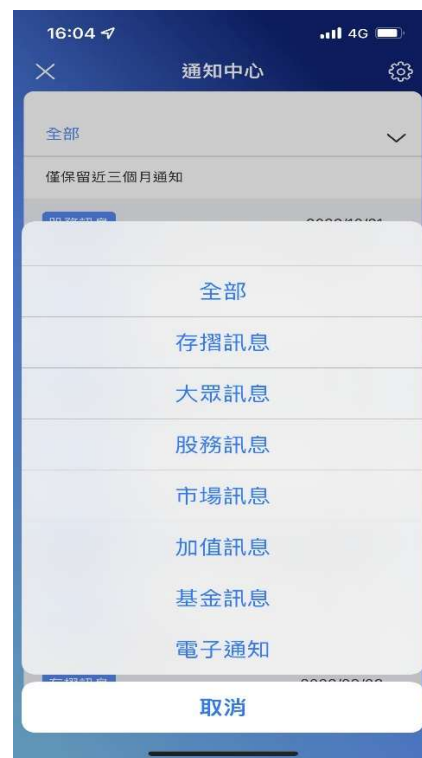 16:04
4G
通知中心
全部
僅保留近三個月通知
全部
存摺訊息
大眾訊息
股務訊息
市場訊息
加值訊息
基金訊息
電子通知
取消